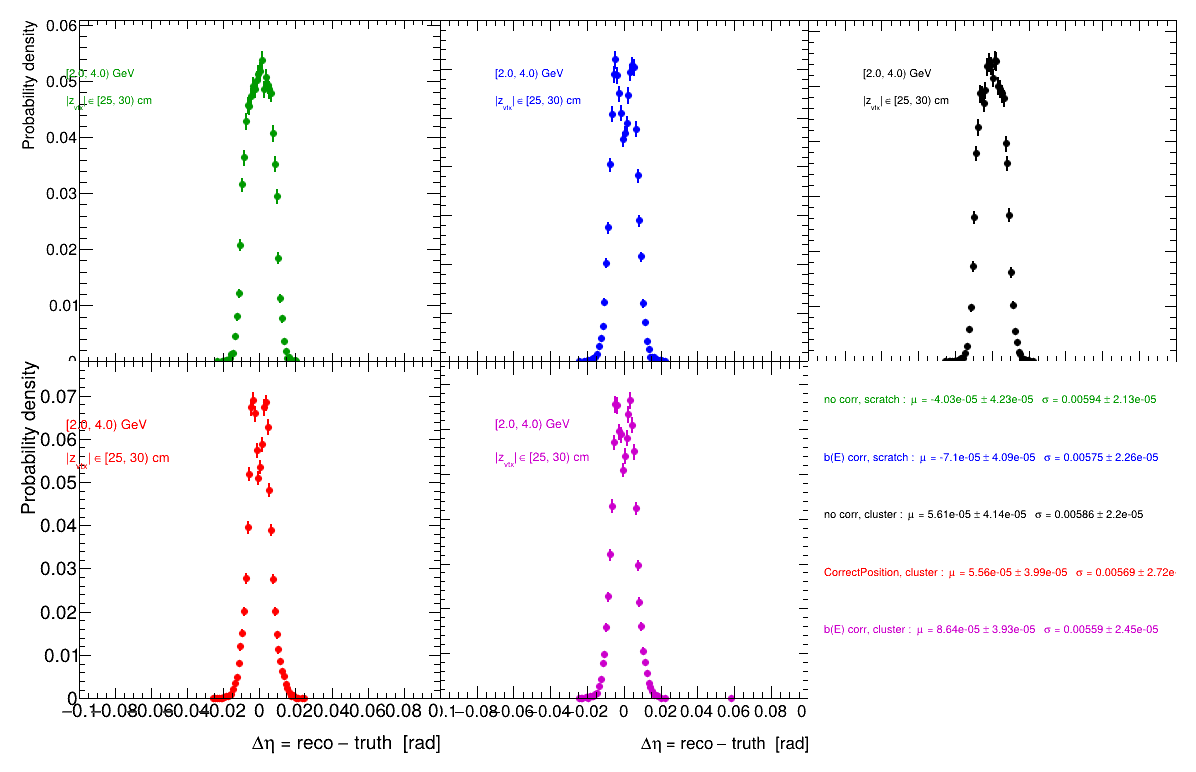 Probability density
0.06
0.05
0.04
0.03
0.02
0.01
0
[2.0, 4.0) GeV
|z_vtx| ∈ [25, 30) cm
[2.0, 4.0) GeV
|z_vtx| ∈ [25, 30) cm
[2.0, 4.0) GeV
|z_vtx| ∈ [25, 30) cm
Probability density
0.07
0.06
0.05
0.04
0.03
0.02
0.01
0
[2.0, 4.0) GeV
|z_vtx| ∈ [25, 30) cm
[2.0, 4.0) GeV
|z_vtx| ∈ [25, 30) cm
no corr, scratch : μ = -4.03e-05 ± 4.23e-05 σ = 0.00594 ± 2.13e-05
b(E) corr, scratch : μ = -7.1e-05 ± 4.09e-05 σ = 0.00575 ± 2.26e-05
no corr, cluster : μ = 5.61e-05 ± 4.14e-05 σ = 0.00586 ± 2.2e-05
CorrectPosition, cluster : μ = 5.56e-05 ± 3.99e-05 σ = 0.00569 ± 2.72e
b(E) corr, cluster : μ = 8.64e-05 ± 3.93e-05 σ = 0.00559 ± 2.45e-05
−0.1 −0.08 −0.06 −0.04 −0.02 0 0.02 0.04 0.06 0.08 0.1 −0.08 −0.06 −0.04 −0.02 0 0.02 0.04 0.06 0.08 0
Δη = reco − truth [rad]
Δη = reco − truth [rad]